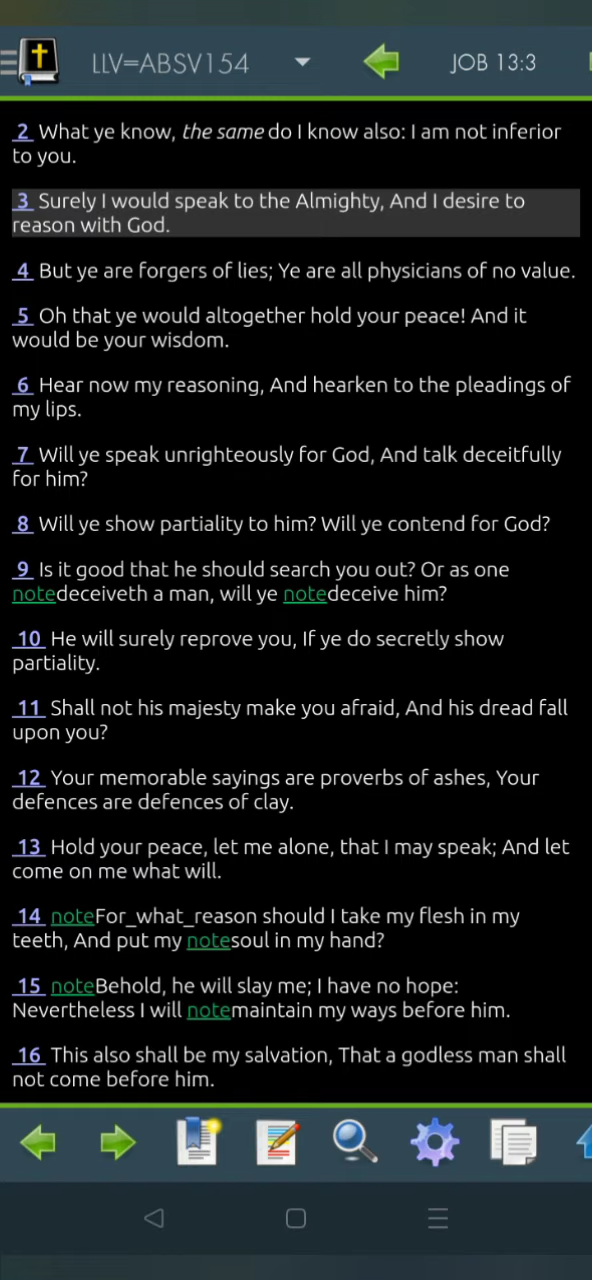 LLV=ABSV154 JOB 13:3
2 What ye know, the same do I know also: I am not inferior
to you.
3 Surely I would speak to the Almighty, And I desire to
reason with God.
4 But ye are forgers of lies; Ye are all physicians of no value.
5 Oh that ye would altogether hold your peace! And it
would be your wisdom.
6 Hear now my reasoning, And hearken to the pleadings of
my lips.
7 Will ye speak unrighteously for God, And talk deceitfully
for him?
8 Will ye show partiality to him? Will ye contend for God?
9 Is it good that he should search you out? Or as one
notedeceiveth a man, will ye notedeceive him?
10 He will surely reprove you, If ye do secretly show
partiality.
11 Shall not his majesty make you afraid, And his dread fall
upon you?
12 Your memorable sayings are proverbs of ashes, Your
defences are defences of clay.
13 Hold your peace, let me alone, that I may speak; And let
come on me what will.
14 noteFor_what_reason should I take my flesh in my
teeth, And put my notesoul in my hand?
15 noteBehold, he will slay me; I have no hope:
Nevertheless I will notemaintain my ways before him.
16 This also shall be my salvation, That a godless man shall
not come before him.